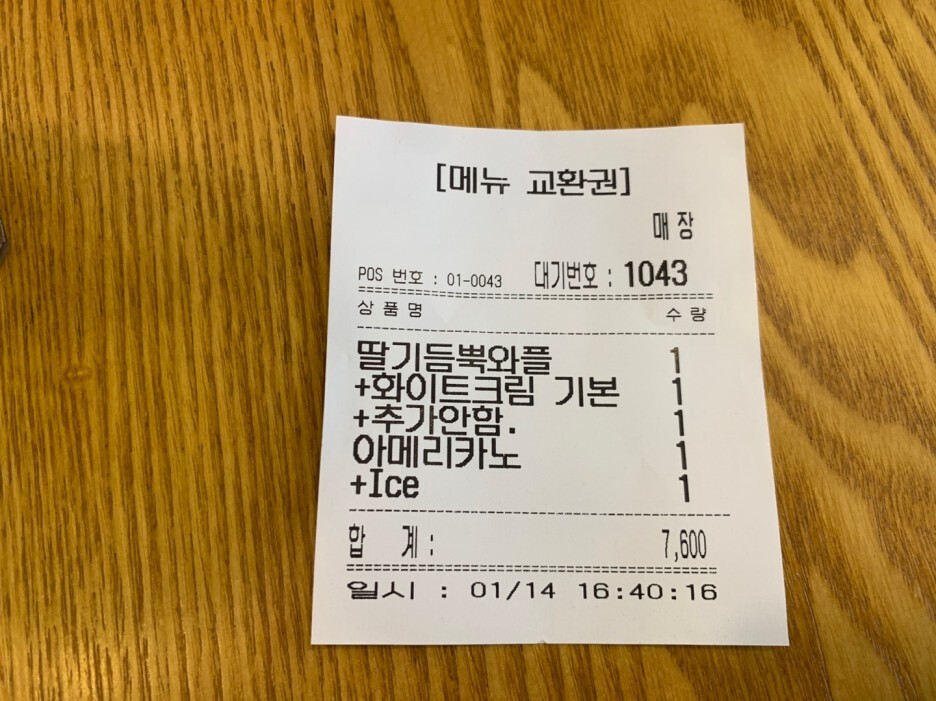 [메뉴 교환권]
매장
POS 번호 : 01-0043 대기번호 : 1043
상품명 수량
딸기듬뿍와플 1
+화이트크림 기본 1
+추가안함. 1
아메리카노 1
+Ice 1
합 계 : 7,600
일시 : 01/14 16:40:16